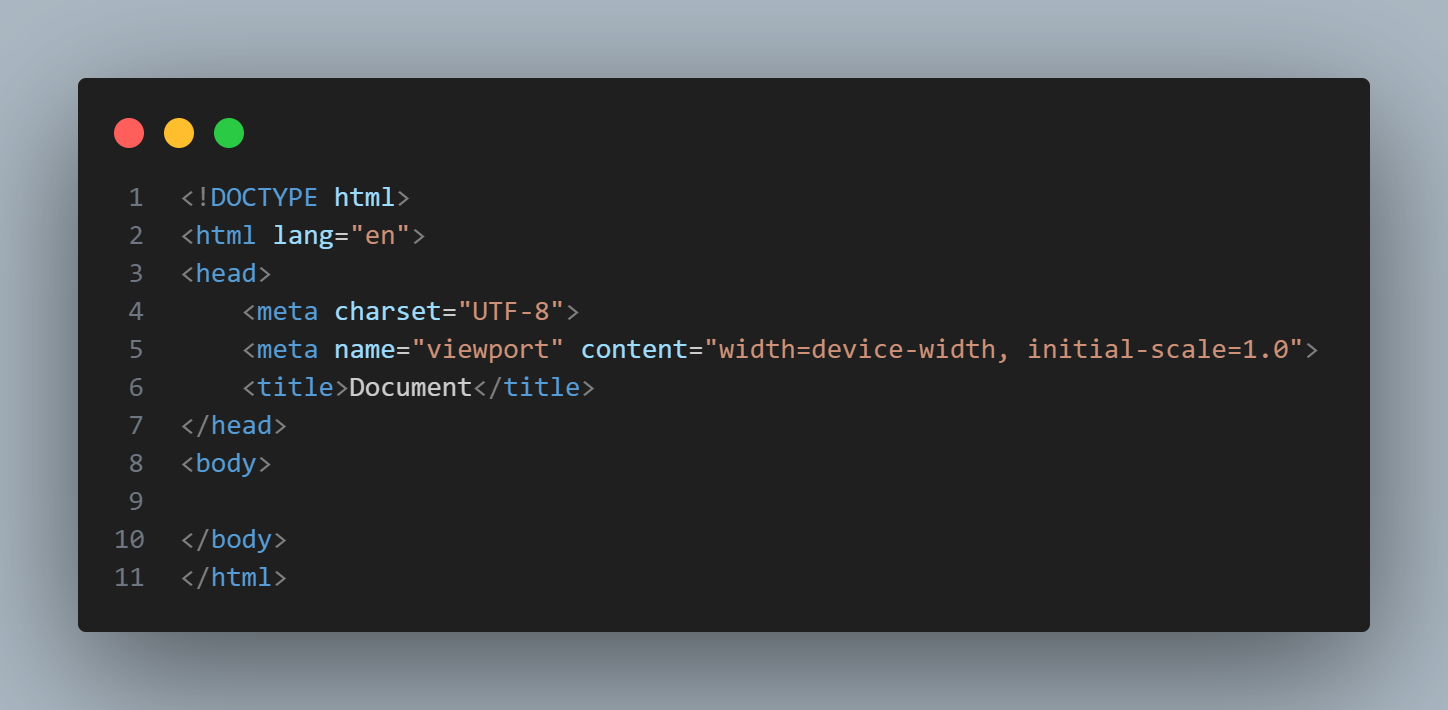 1 <!DOCTYPE html>
2 <html lang="en">
3 <head>
4     <meta charset="UTF-8">
5     <meta name="viewport" content="width=device-width, initial-scale=1.0">
6     <title>Document</title>
7 </head>
8 <body>
9
10 </body>
11 </html>